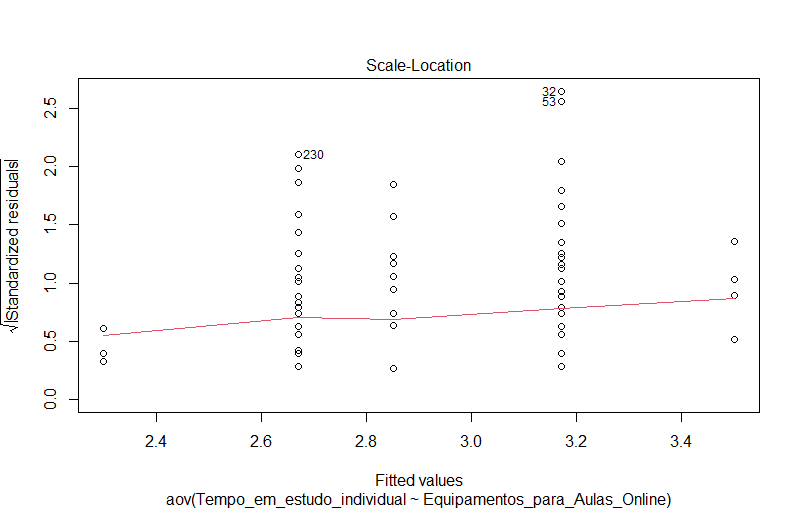 Scale-Location
√|Standardized residuals|
2.5
2.0
1.5
1.0
0.5
0.0
32
53
230
2.4 2.6 2.8 3.0 3.2 3.4
Fitted values
aov(Tempo_em_estudo_individual ~ Equipamentos_para_Aulas_Online)